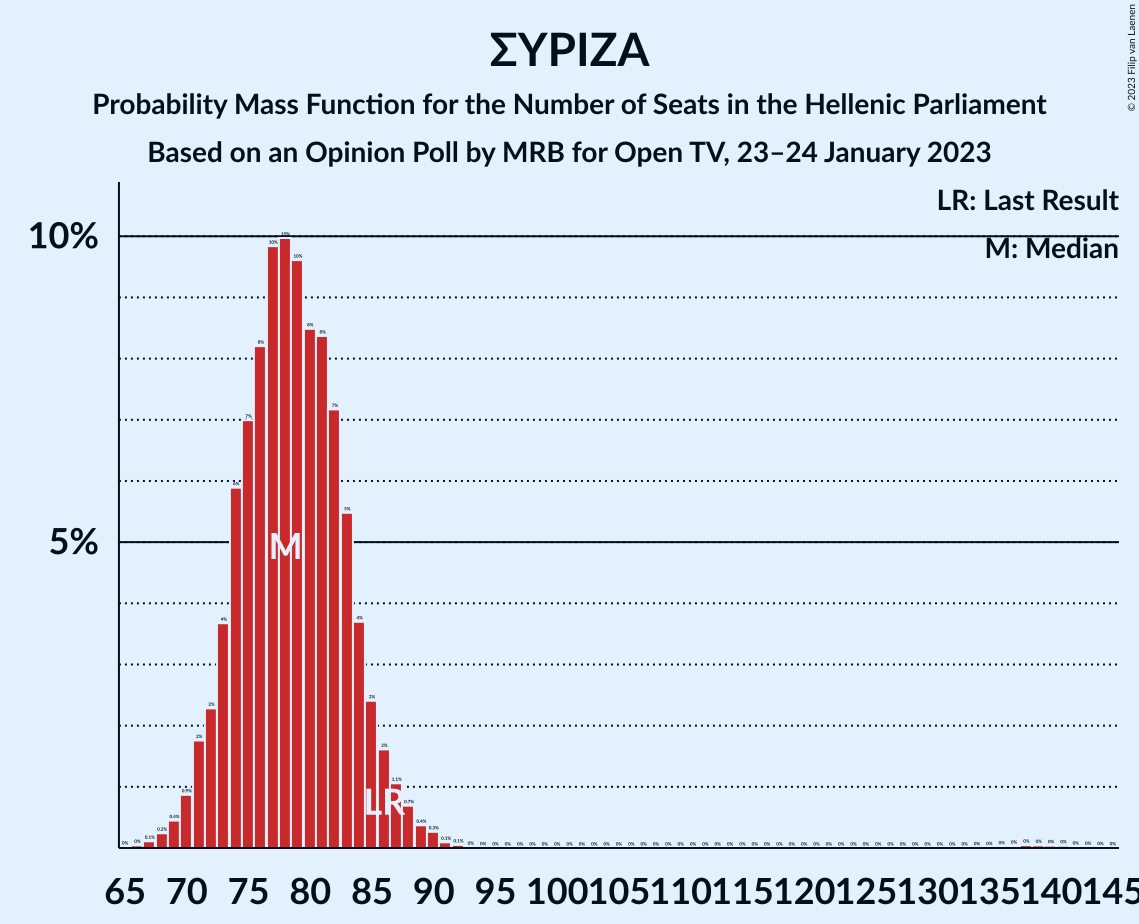 ΣΥΡΙΖΑ
Probability Mass Function for the Number of Seats in the Hellenic Parliament
Based on an Opinion Poll by MRB for Open TV, 23–24 January 2023
© 2023 Filip van Laenen
LR: Last Result
M: Median
10%
5%
M
LR
65 70 75 80 85 90 95 100 105 110 115 120 125 130 135 140 145